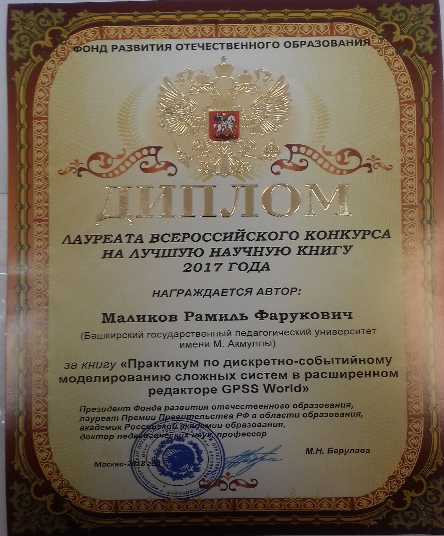 ФОНД РАЗВИТИЯ ОТЕЧЕСТВЕННОГО ОБРАЗОВАНИЯ
ДИПЛОМ
ЛАУРЕАТА ВСЕРОССИЙСКОГО КОНКУРСА
НА ЛУЧШУЮ НАУЧНУЮ КНИГУ
2017 ГОДА
НАГРАЖДАЕТСЯ АВТОР:
Маликов Рамиль Фарукович
(Башкирский государственный педагогический университет
имени М. Акмуллы)
за книгу «Практикум по дискретно-событийному
моделированию сложных систем в расширенном
редакторе GPSS World»
Президент Фонда развития отечественного образования,
лауреат Премии Правительства РФ в области образования,
академик Российской академии образования,
доктор педагогических наук, профессор
М.Н. Берулава
Москва-2018 год